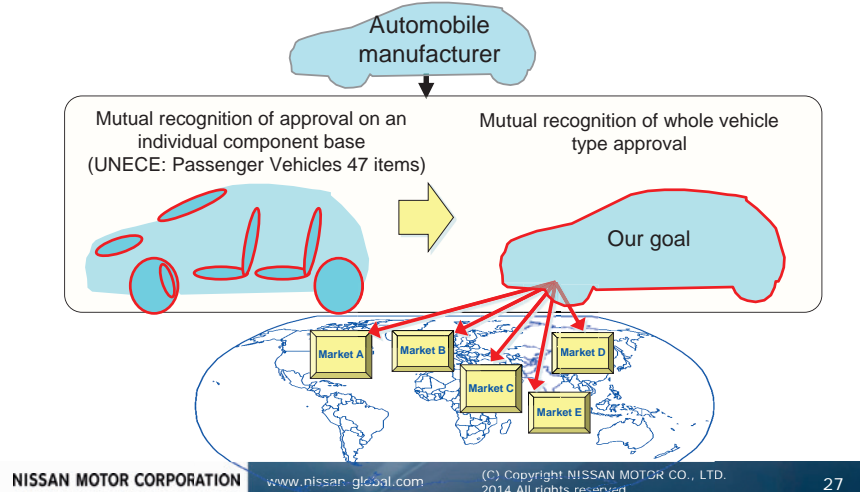 Automobile
manufacturer
Mutual recognition of approval on an
individual component base
(UNECE: Passenger Vehicles 47 items)
Mutual recognition of whole vehicle
type approval
Our goal
Market A
Market B
Market C
Market D
Market E
NISSAN MOTOR CORPORATION
www.nissan-global.com
(C) Copyright NISSAN MOTOR CO., LTD.
2014 All rights reserved
27